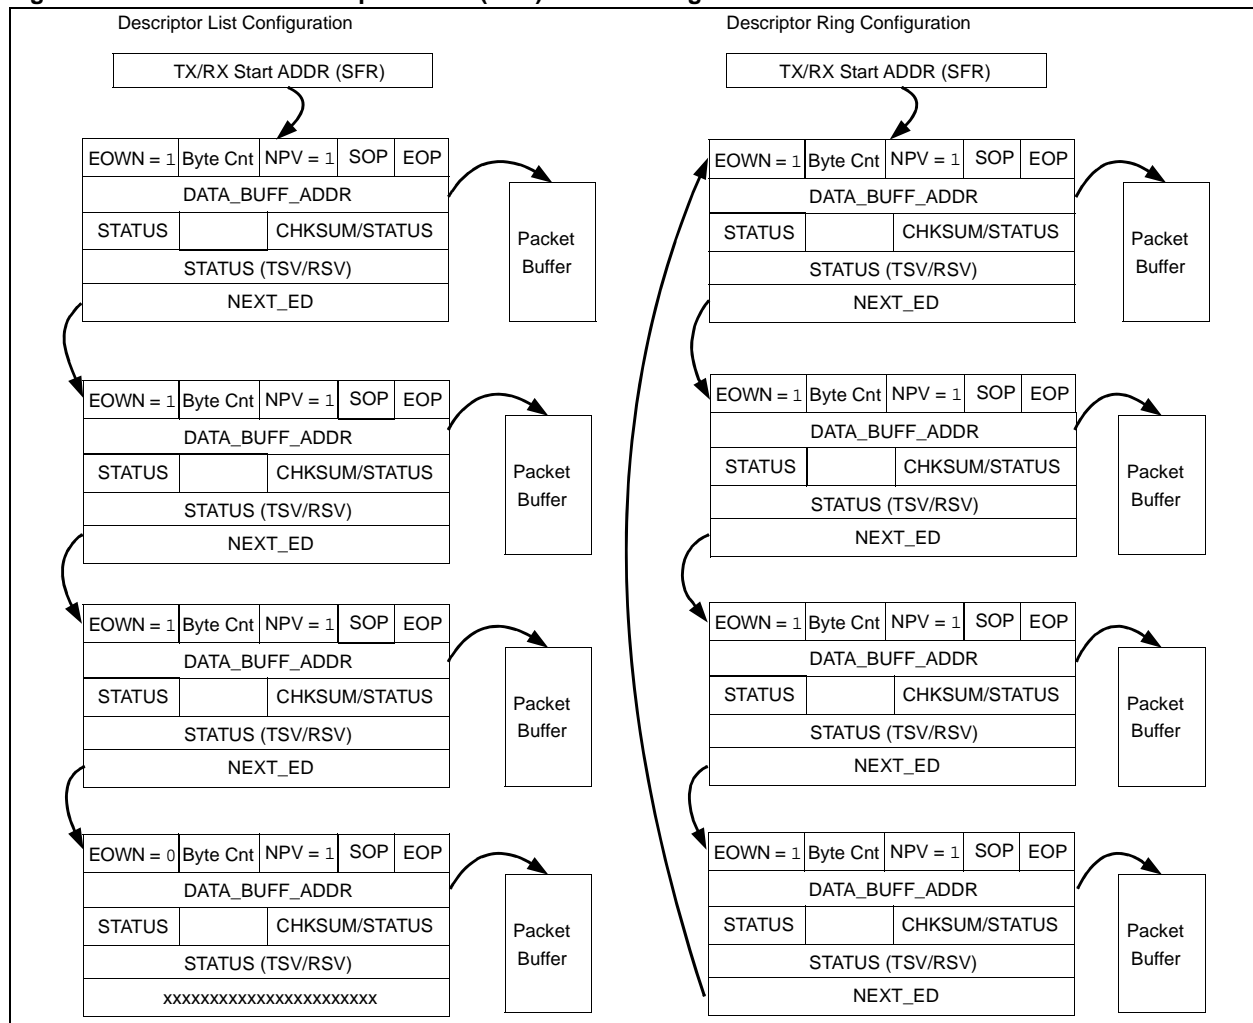 Descriptor List Configuration
TX/RX Start ADDR (SFR)
EOWN = 1 Byte Cnt NPV = 1 SOP EOP
DATA_BUFF_ADDR
STATUS CHKSUM/STATUS
STATUS (TSV/RSV)
NEXT_ED
Packet
Buffer
EOWN = 1 Byte Cnt NPV = 1 SOP EOP
DATA_BUFF_ADDR
STATUS CHKSUM/STATUS
STATUS (TSV/RSV)
NEXT_ED
Packet
Buffer
EOWN = 1 Byte Cnt NPV = 1 SOP EOP
DATA_BUFF_ADDR
STATUS CHKSUM/STATUS
STATUS (TSV/RSV)
NEXT_ED
Packet
Buffer
EOWN = 0 Byte Cnt NPV = 1 SOP EOP
DATA_BUFF_ADDR
STATUS CHKSUM/STATUS
STATUS (TSV/RSV)
xxxxxxxxxxxxxxxxxxxxxxx
Packet
Buffer
Descriptor Ring Configuration
TX/RX Start ADDR (SFR)
EOWN = 1 Byte Cnt NPV = 1 SOP EOP
DATA_BUFF_ADDR
STATUS CHKSUM/STATUS
STATUS (TSV/RSV)
NEXT_ED
Packet
Buffer
EOWN = 1 Byte Cnt NPV = 1 SOP EOP
DATA_BUFF_ADDR
STATUS CHKSUM/STATUS
STATUS (TSV/RSV)
NEXT_ED
Packet
Buffer
EOWN = 1 Byte Cnt NPV = 1 SOP EOP
DATA_BUFF_ADDR
STATUS CHKSUM/STATUS
STATUS (TSV/RSV)
NEXT_ED
Packet
Buffer
EOWN = 1 Byte Cnt NPV = 1 SOP EOP
DATA_BUFF_ADDR
STATUS CHKSUM/STATUS
STATUS (TSV/RSV)
NEXT_ED
Packet
Buffer